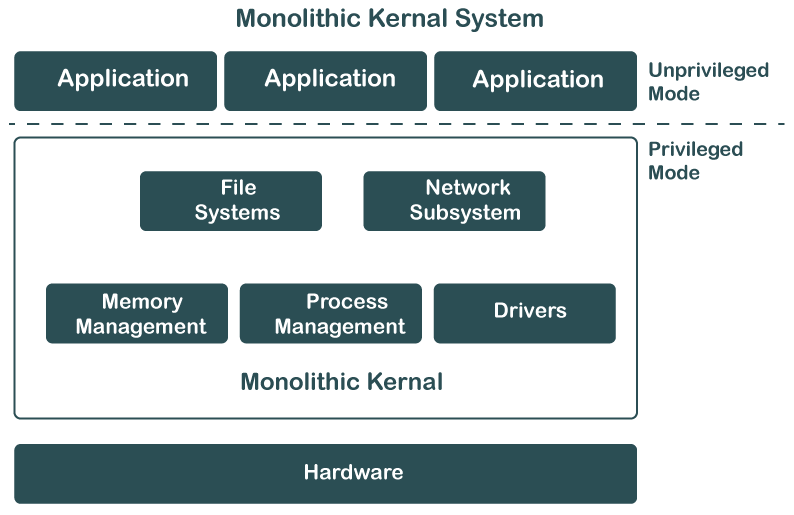 Monolithic Kernal System
Application
Application
Application
Unprivileged
Mode
Privileged
Mode
File
Systems
Network
Subsystem
Memory
Management
Process
Management
Drivers
Monolithic Kernal
Hardware